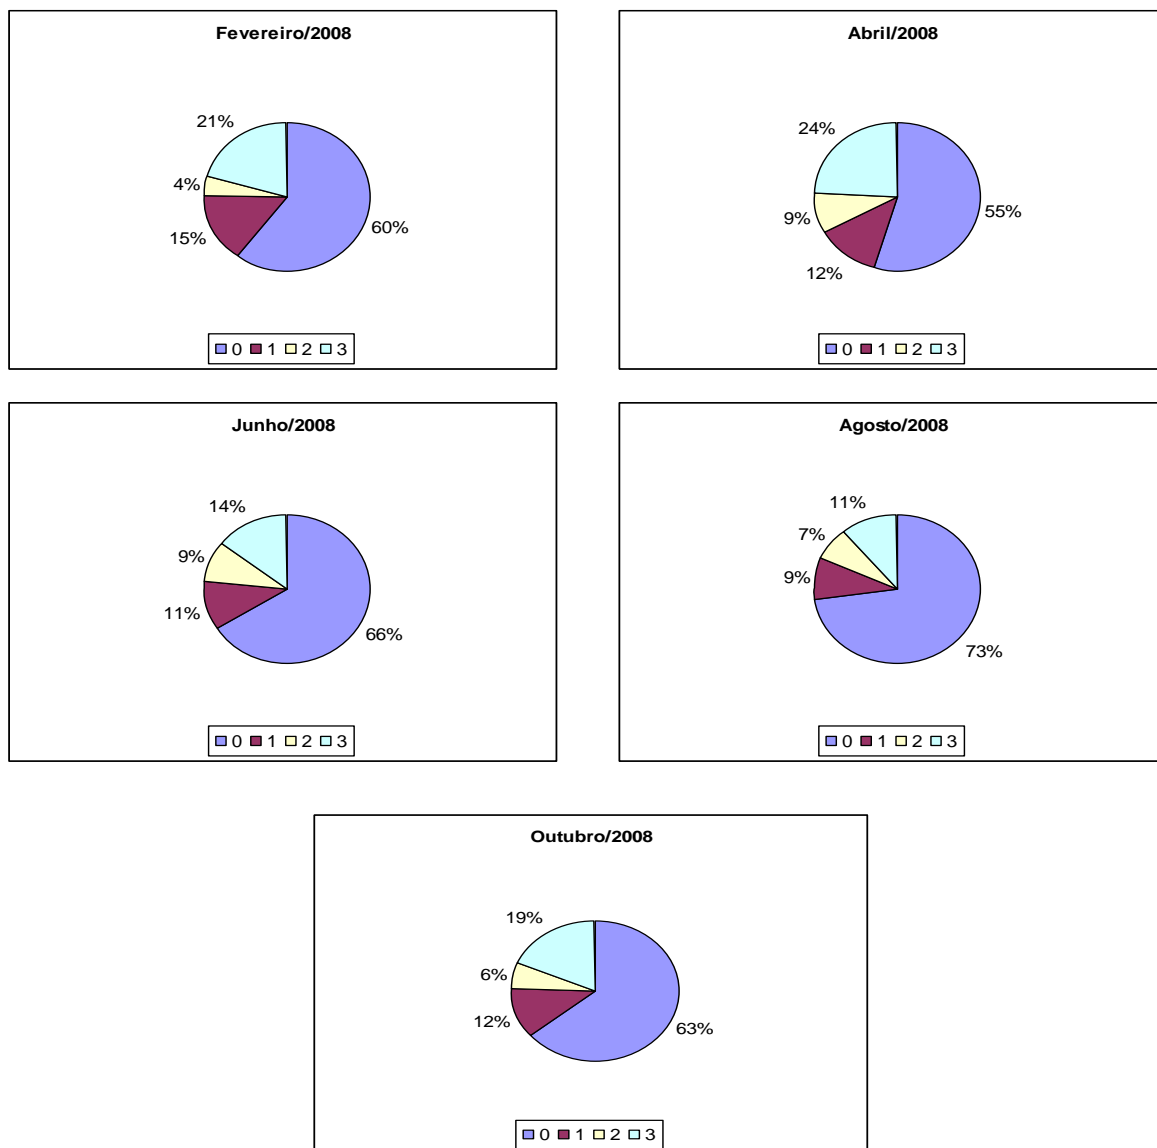 Fevereiro/2008
21%
4%
15%
60%
0 1 2 3
Abril/2008
24%
9%
12%
55%
0 1 2 3
Junho/2008
14%
9%
11%
66%
0 1 2 3
Agosto/2008
11%
7%
9%
73%
0 1 2 3
Outubro/2008
19%
6%
12%
63%
0 1 2 3